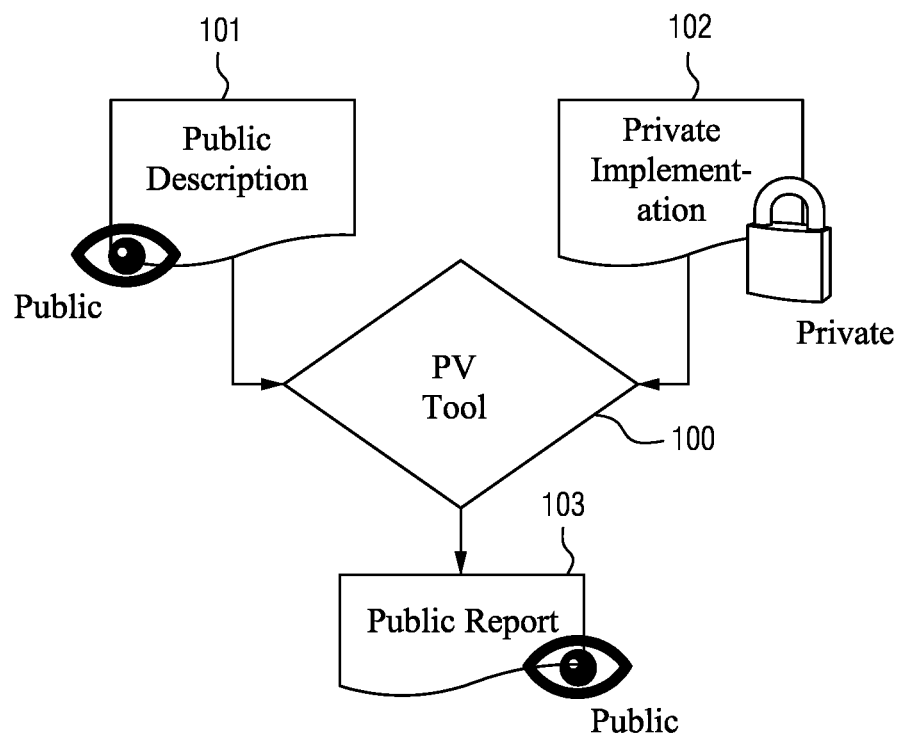 101
102
Public
Description
Private
Implement-
ation
Public
Private
PV
Tool
100
103
Public Report
Public